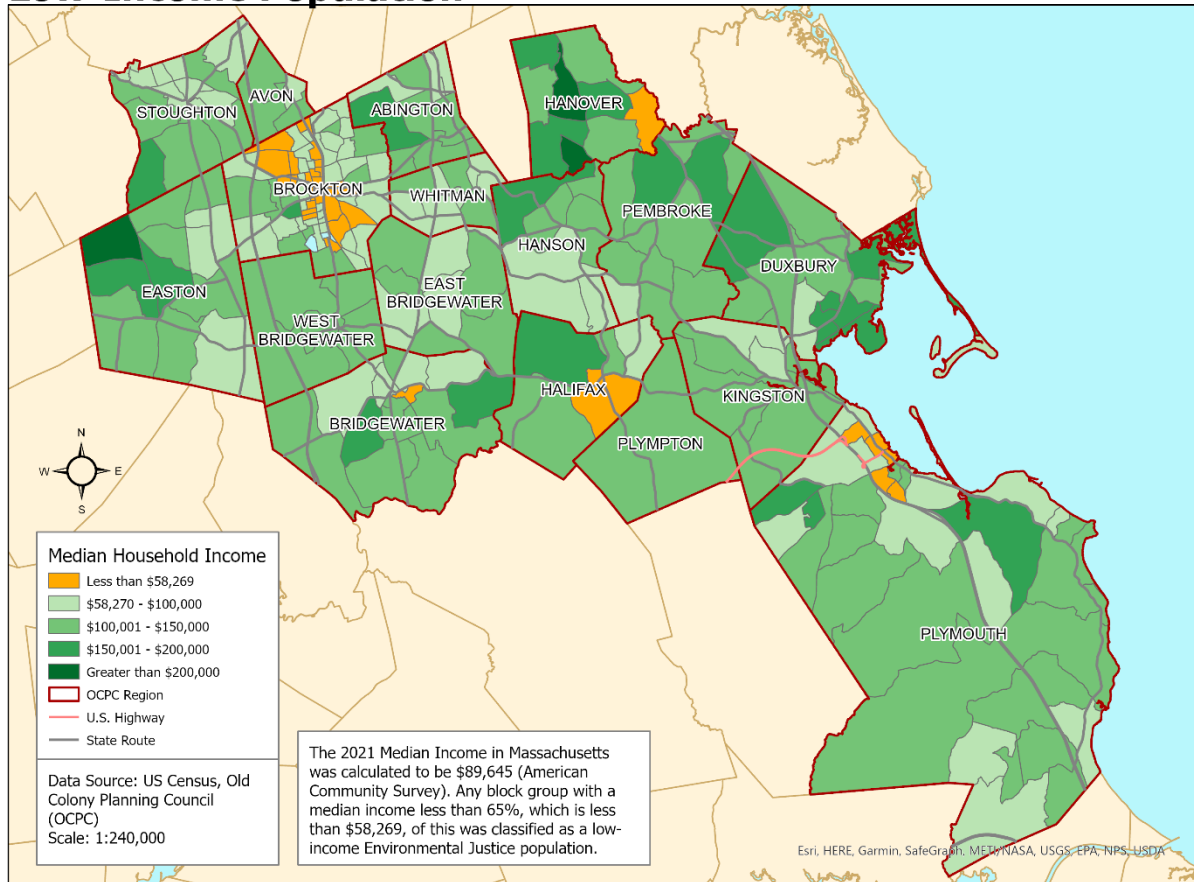 Low-Income Population
STOUGHTON
AVON
ABINGTON
HANOVER
BROCKTON
WHITMAN
PEMBROKE
HANSON
DUXBURY
EASTON
EAST
BRIDGEWATER
WEST
BRIDGEWATER
HALIFAX
KINGSTON
BRIDGEWATER
PLYMPTON
PLYMOUTH
N
W
E
S
Median Household Income
Less than $58,269
$58,270 - $100,000
$100,001 - $150,000
$150,001 - $200,000
Greater than $200,000
OCPC Region
U.S. Highway
State Route
Data Source: US Census, Old
Colony Planning Council
(OCPC)
Scale: 1:240,000
The 2021 Median Income in Massachusetts
was calculated to be $89,645 (American
Community Survey). Any block group with a
median income less than 65%, which is less
than $58,269, of this was classified as a low-
income Environmental Justice population.
Esri, HERE, Garmin, SafeGraph, METI/NASA, USGS, EPA, NPS, USDA